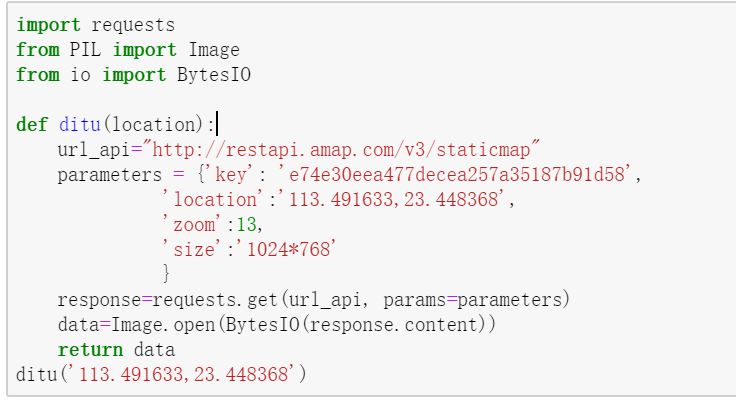 import requests
from PIL import Image
from io import BytesIO
def ditu(location):
    url_api="http://restapi.amap.com/v3/staticmap"
    parameters = {'key': 'e74e30eea477decea257a35187b91d58',
              'location':'113.491633,23.448368',
              'zoom':13,
              'size':'1024*768'
              }
    response=requests.get(url_api, params=parameters)
    data=Image.open(BytesIO(response.content))
    return data
ditu('113.491633,23.448368')